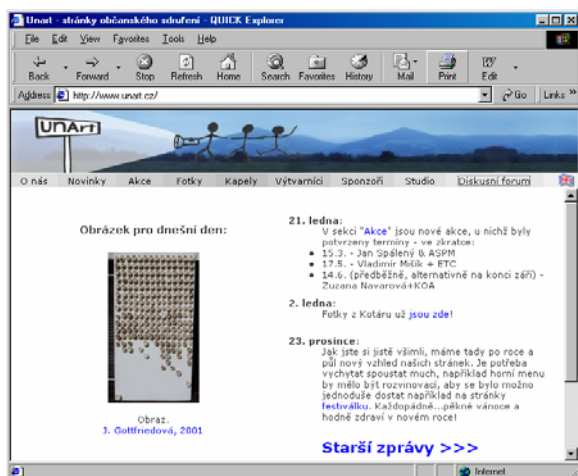 Unart - stránky občanského sdružení - QUICK Explorer
File Edit View Favorites Tools Help
Back Forward Stop Refresh Home Search Favorites History Mail Print Edit
Address http://www.unart.cz/ Go Links »
UNArt
O nás Novinky Akce Fotky Kapely Výtvarníci Sponzoři Studio Diskusní forum
Obrázek pro dnešní den:
Obraz.
J. Gottfriedová, 2001
21. ledna:
V sekci "Akce" jsou nové akce, u nichž byly
potvrzeny termíny - ve zkratce:
• 15.3. - Jan Spálený & ASPM
• 17.5. - Vladimír Mišík + ETC
• 14.6. (předběžně, alternativně na konci září) -
Zuzana Navarová+KOA
2. ledna:
Fotky z Kotáru už jsou zde!
23. prosince:
Jak jste si jistě všimli, máme tady po roce a
půl nový vzhled našich stránek. Je potřeba
vychytat spoustat much, například horní menu
by mělo být rozvinovací, aby se bylo možno
jednoduše dostat například na stránky
festiválku. Každopádně...pěkné vánoce a
hodně zdraví v novém roce!
Starší zprávy >>>
Internet